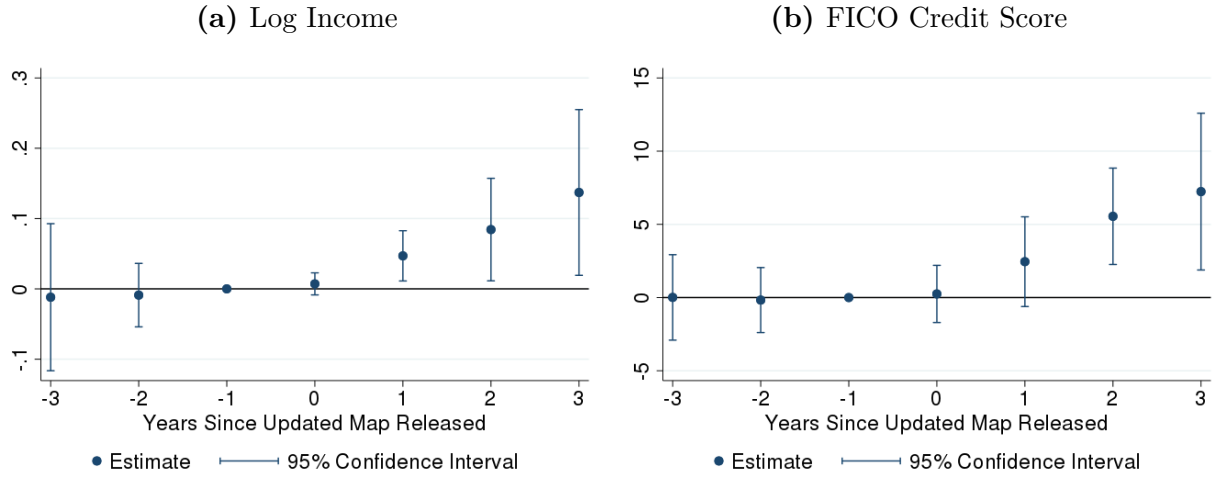 (a) Log Income
.3
.2
.1
0
-.1
-3 -2 -1 0 1 2 3
Years Since Updated Map Released
Estimate 95% Confidence Interval
(b) FICO Credit Score
15
10
5
0
-5
-3 -2 -1 0 1 2 3
Years Since Updated Map Released
Estimate 95% Confidence Interval